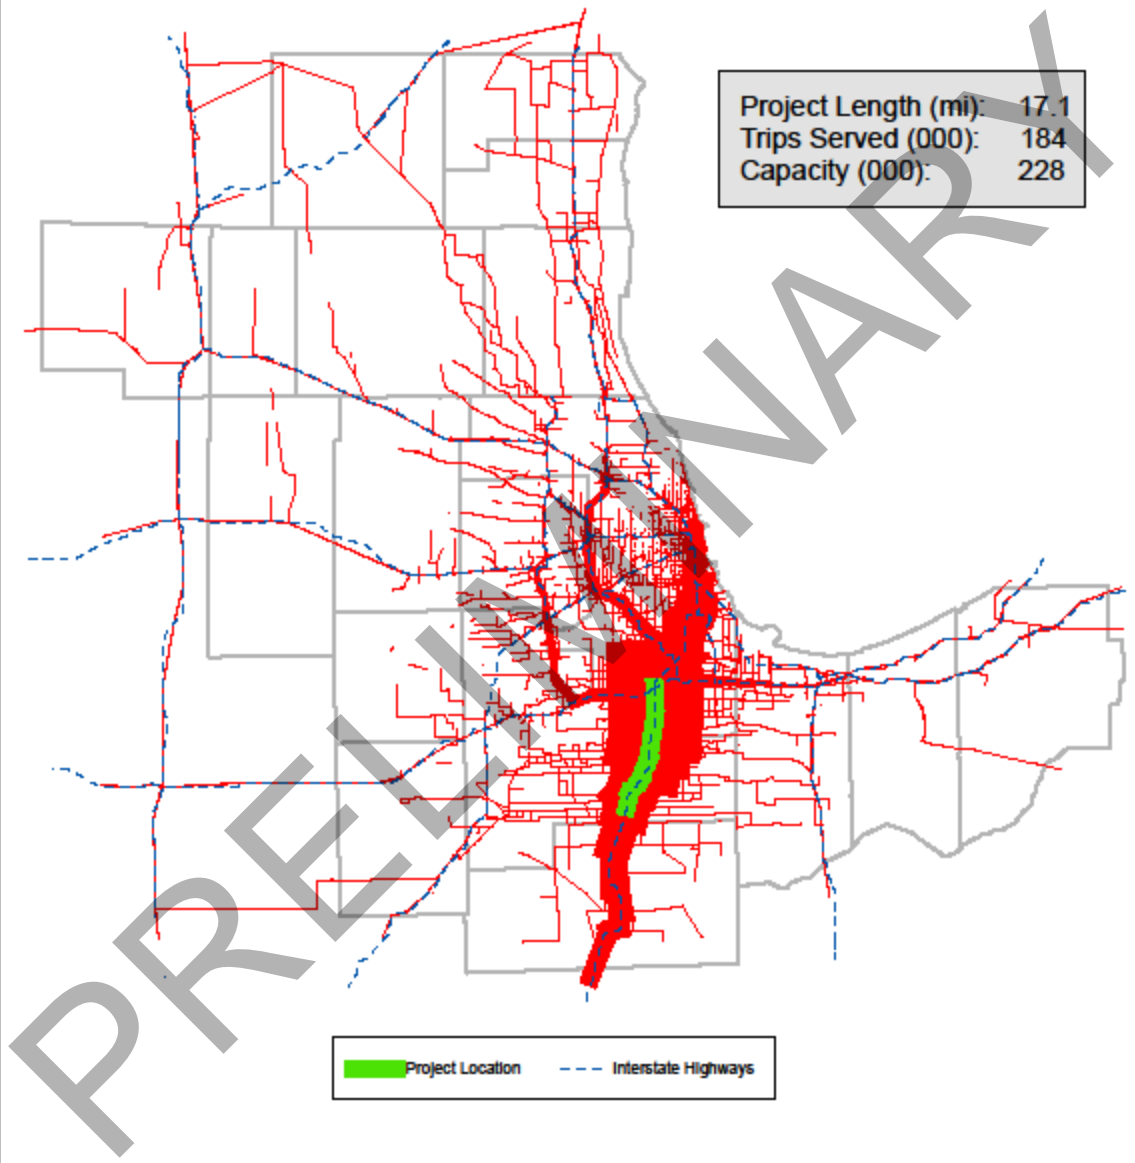 Project Length (mi): 17.1
Trips Served (000): 184
Capacity (000): 228
PRELIMINARY
Project Location
Interstate Highways